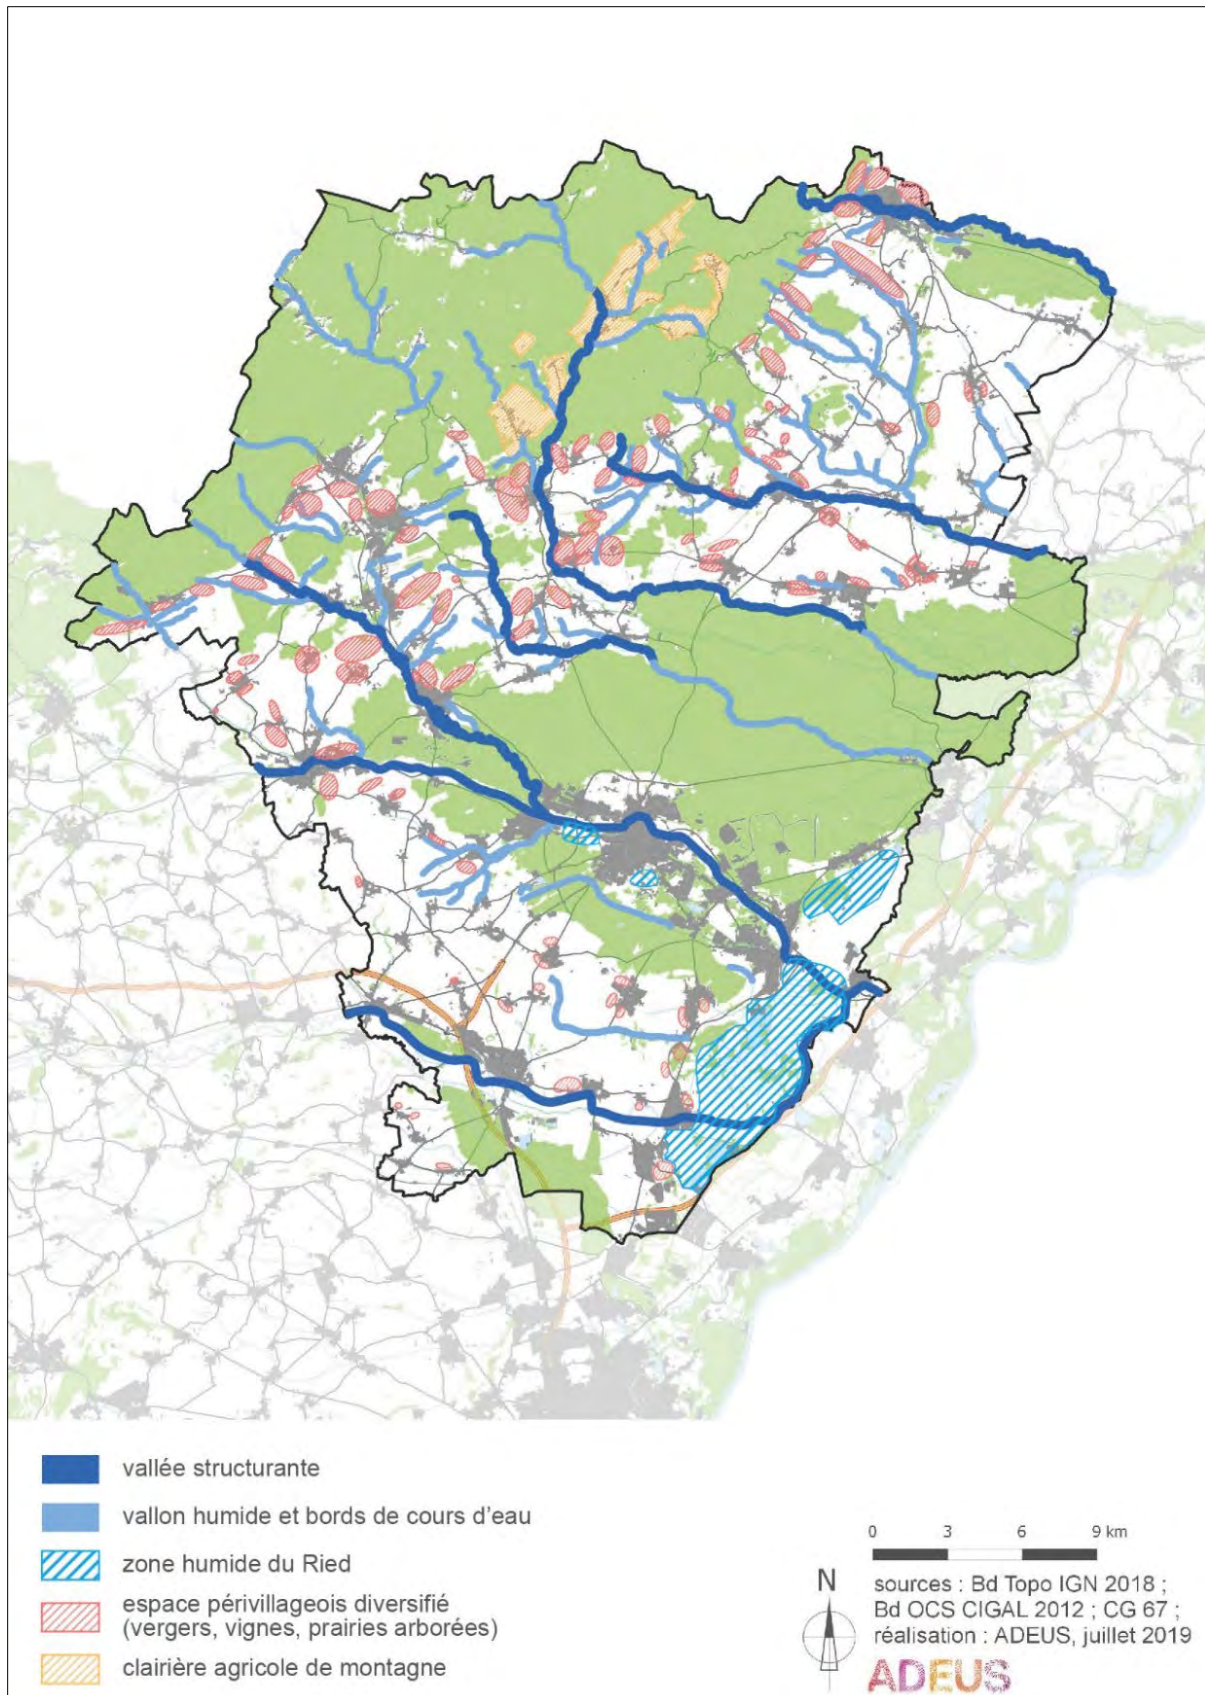 vallée structurante
vallon humide et bords de cours d'eau
zone humide du Ried
espace périvillageois diversifié
(vergers, vignes, prairies arborées)
clairière agricole de montagne
0 3 6 9 km
N
sources : Bd Topo IGN 2018 ;
Bd OCS CIGAL 2012 ; CG 67 ;
réalisation : ADEUS, juillet 2019
ADEUS